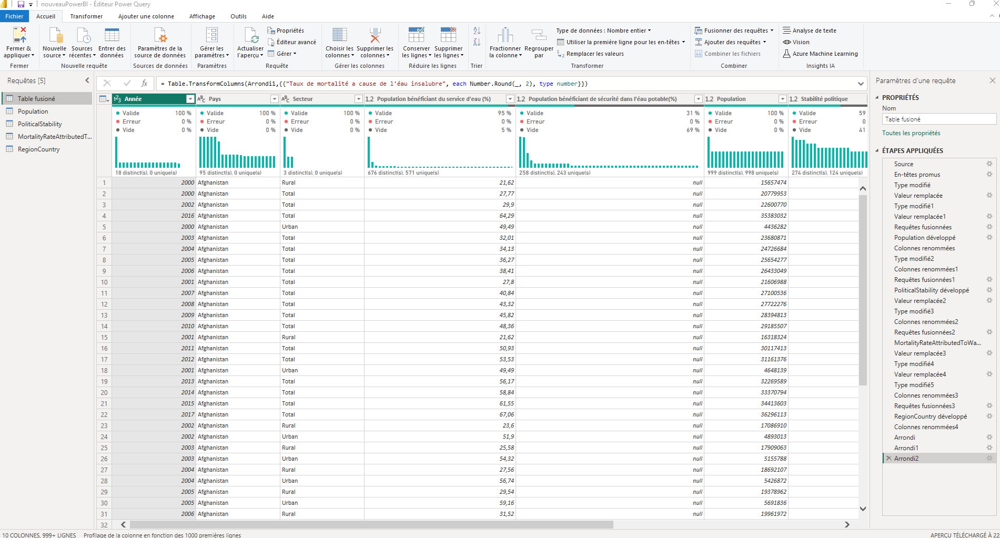 nouveauPowerBI - Éditeur Power Query
Fichier Accueil Transformer Ajouter une colonne Affichage Outils Aide
Fermer & appliquer
Fermer
Nouvelle source
Sources récentes
Entrer des données
Nouvelle requête
Paramètres de la source de données
Sources de données
Gérer les paramètres
Paramètres
Actualiser l'aperçu
Propriétés
Éditeur avancé
Gérer
Requête
Choisir les colonnes
Supprimer les colonnes
Gérer les colonnes
Conserver les lignes
Supprimer les lignes
Réduire les lignes
Trier
Fractionner la colonne
Regrouper par
Type de données : Nombre entier
Utiliser la première ligne pour les en-têtes
Remplacer les valeurs
Transformer
Fusionner des requêtes
Ajouter des requêtes
Combiner les fichiers
Combiner
Analyse de texte
Vision
Azure Machine Learning
Insights IA
Requêtes [5]
Table fusioné
Population
PoliticalStability
MortalityRateAttributedT...
RegionCountry
fx = Table.TransformColumns(Arrondi1,{{"Taux de mortalité a cause de l'éau insalubre", each Number.Round(_, 2), type number}})
123 Année ABC Pays ABC Secteur 1.2 Population bénéficiant du service d'eau (%) 1.2 Population bénéficiant de sécurité dans l'éau potable(%) 1.2 Population 1.2 Stabilité politique
Valide 100 % Valide 100 % Valide 100 % Valide 95 % Valide 31 % Valide 100 % Valide 59
Erreur 0 % Erreur 0 % Erreur 0 % Erreur 0 % Erreur 0 % Erreur 0 % Erreur 0
Vide 0 % Vide 0 % Vide 0 % Vide 5 % Vide 69 % Vide 0 % Vide 41
18 distinct(s), 0 unique(s) 95 distinct(s), 0 unique(s) 3 distinct(s), 0 unique(s) 676 distinct(s), 571 unique(s) 258 distinct(s), 243 unique(s) 999 distinct(s), 998 unique(s) 274 distinct(s), 124 unique(s)
1 2000 Afghanistan Rural 21,62 null 15657474
2 2000 Afghanistan Total 27,77 null 20779953
3 2002 Afghanistan Total 29,9 null 22600770
4 2016 Afghanistan Total 64,29 null 35383032
5 2000 Afghanistan Urban 49,49 null 4436282
6 2003 Afghanistan Total 32,01 null 23680871
7 2004 Afghanistan Total 34,13 null 24726684
8 2005 Afghanistan Total 36,27 null 25654277
9 2006 Afghanistan Total 38,41 null 26433049
10 2001 Afghanistan Total 27,8 null 21606988
11 2007 Afghanistan Total 40,84 null 27100536
12 2008 Afghanistan Total 43,32 null 27722276
13 2009 Afghanistan Total 45,82 null 28394813
14 2010 Afghanistan Total 48,36 null 29185507
15 2001 Afghanistan Rural 21,62 null 16318324
16 2011 Afghanistan Total 50,93 null 30117413
17 2012 Afghanistan Total 53,53 null 31161376
18 2001 Afghanistan Urban 49,49 null 4648139
19 2013 Afghanistan Total 56,17 null 32269589
20 2014 Afghanistan Total 58,84 null 33370794
21 2015 Afghanistan Total 61,55 null 34413603
22 2017 Afghanistan Total 67,06 null 36296113
23 2002 Afghanistan Rural 23,6 null 17086910
24 2002 Afghanistan Urban 51,9 null 4893013
25 2003 Afghanistan Rural 25,58 null 17909063
26 2003 Afghanistan Urban 54,32 null 5155788
27 2004 Afghanistan Rural 27,56 null 18692107
28 2004 Afghanistan Urban 56,74 null 5426872
29 2005 Afghanistan Rural 29,54 null 19378962
30 2005 Afghanistan Urban 59,16 null 5691836
31 2006 Afghanistan Rural 31,52 null 19961972
32
Paramètres d'une requête
PROPRIÉTÉS
Nom
Table fusioné
Toutes les propriétés
ÉTAPES APPLIQUÉES
Source
En-têtes promus
Type modifié
Valeur remplacée
Type modifié1
Valeur remplacée1
Requêtes fusionnées
Population développé
Colonnes renommées
Type modifié2
Colonnes renommées1
Requêtes fusionnées1
PoliticalStability développé
Valeur remplacée2
Type modifié3
Colonnes renommées2
Requêtes fusionnées2
MortalityRateAttributedToWa...
Valeur remplacée3
Type modifié4
Valeur remplacée4
Type modifié5
Colonnes renommées3
Requêtes fusionnées3
RegionCountry développé
Colonnes renommées4
Arrondi
Arrondi1
Arrondi2
10 COLONNES, 999+ LIGNES Profilage de la colonne en fonction des 1000 premières lignes
APERÇU TÉLÉCHARGÉ À 22